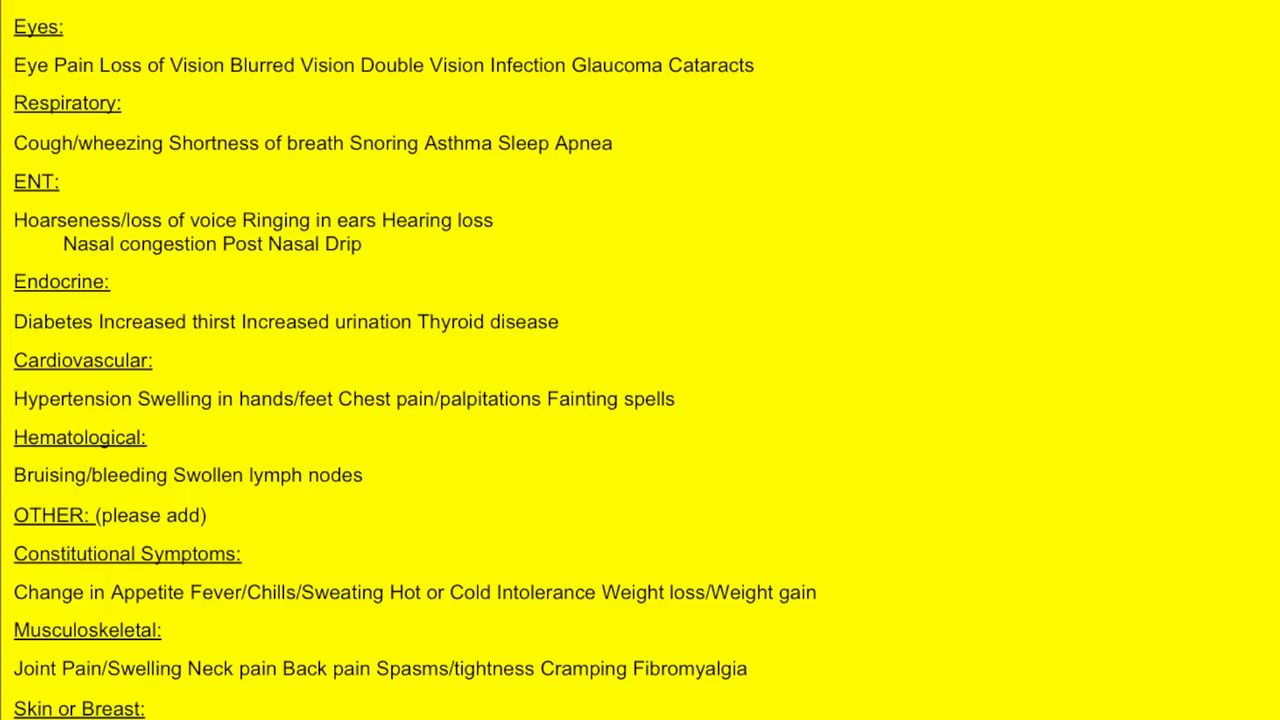 Eyes:
Eye Pain Loss of Vision Blurred Vision Double Vision Infection Glaucoma Cataracts
Respiratory:
Cough/wheezing Shortness of breath Snoring Asthma Sleep Apnea
ENT:
Hoarseness/loss of voice Ringing in ears Hearing loss
Nasal congestion Post Nasal Drip
Endocrine:
Diabetes Increased thirst Increased urination Thyroid disease
Cardiovascular:
Hypertension Swelling in hands/feet Chest pain/palpitations Fainting spells
Hematological:
Bruising/bleeding Swollen lymph nodes
OTHER: (please add)
Constitutional Symptoms:
Change in Appetite Fever/Chills/Sweating Hot or Cold Intolerance Weight loss/Weight gain
Musculoskeletal:
Joint Pain/Swelling Neck pain Back pain Spasms/tightness Cramping Fibromyalgia
Skin or Breast: